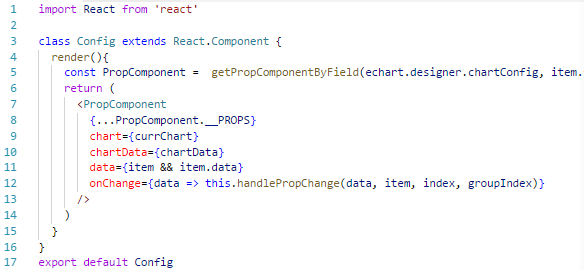 1 import React from 'react'
2
3 class Config extends React.Component {
4 render(){
5 const PropComponent = getPropComponentByField(echart.designer.chartConfig, item.
6 return (
7 <PropComponent
8 {...PropComponent.__PROPS}
9 chart={currChart}
10 chartData={chartData}
11 data={item && item.data}
12 onChange={data => this.handlePropChange(data, item, index, groupIndex)}
13 />
14 )
15 }
16 }
17 export default Config